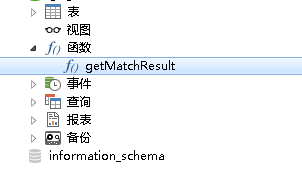 表
视图
函数
getMatchResult
事件
查询
报表
备份
information_schema